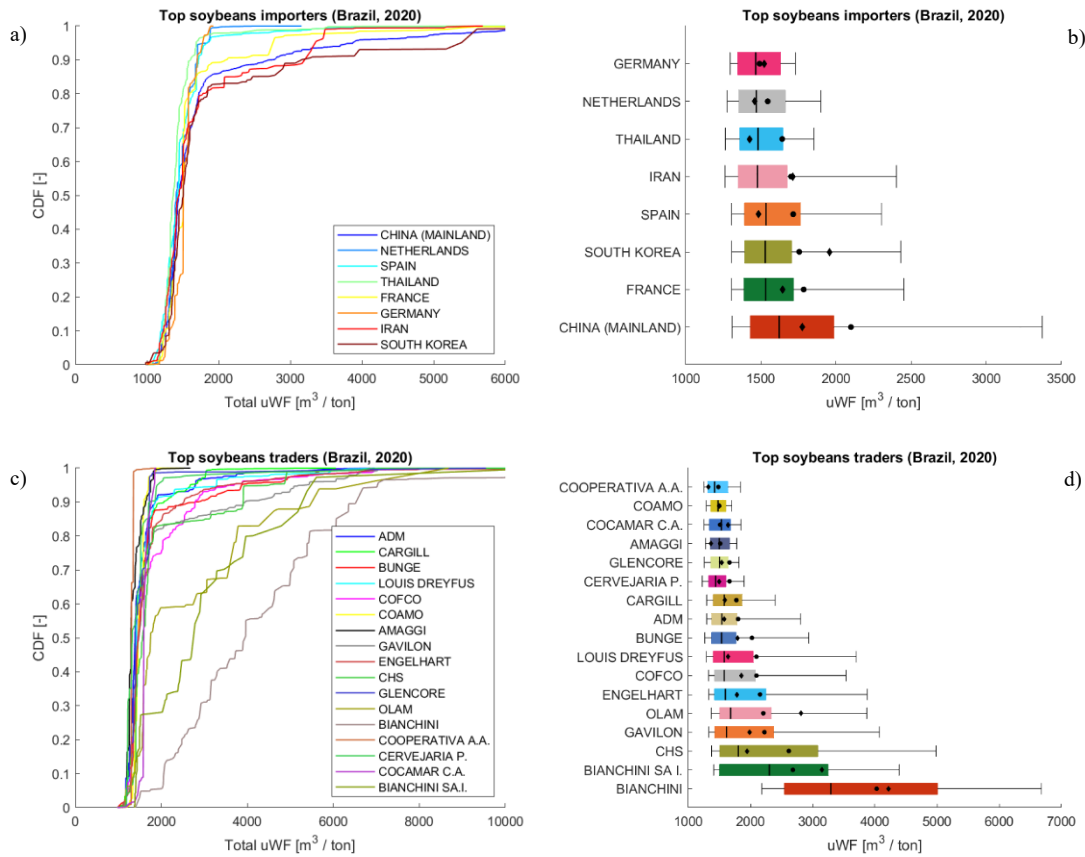 a)
Top soybeans importers (Brazil, 2020)
1
0.9
0.8
0.7
0.6
0.5
0.4
0.3
0.2
0.1
0
CDF [-]
CHINA (MAINLAND)
NETHERLANDS
SPAIN
THAILAND
FRANCE
GERMANY
IRAN
SOUTH KOREA
0 1000 2000 3000 4000 5000 6000
Total uWF [m³ / ton]
b)
Top soybeans importers (Brazil, 2020)
GERMANY
NETHERLANDS
THAILAND
IRAN
SPAIN
SOUTH KOREA
FRANCE
CHINA (MAINLAND)
1000 1500 2000 2500 3000 3500
uWF [m³ / ton]
c)
Top soybeans traders (Brazil, 2020)
1
0.9
0.8
0.7
0.6
0.5
0.4
0.3
0.2
0.1
0
CDF [-]
ADM
CARGILL
BUNGE
LOUIS DREYFUS
COFCO
COAMO
AMAGGI
GAVILON
ENGELHART
CHS
GLENCORE
OLAM
BIANCHINI
COOPERATIVA A.A.
CERVEJARIA P.
COCAMAR C.A.
BIANCHINI SA.I.
0 2000 4000 6000 8000 10000
Total uWF [m³ / ton]
d)
Top soybeans traders (Brazil, 2020)
COOPERATIVA A.A.
COAMO
COCAMAR C.A.
AMAGGI
GLENCORE
CERVEJARIA P.
CARGILL
ADM
BUNGE
LOUIS DREYFUS
COFCO
ENGELHART
OLAM
GAVILON
CHS
BIANCHINI SA I.
BIANCHINI
1000 2000 3000 4000 5000 6000 7000
uWF [m³ / ton]